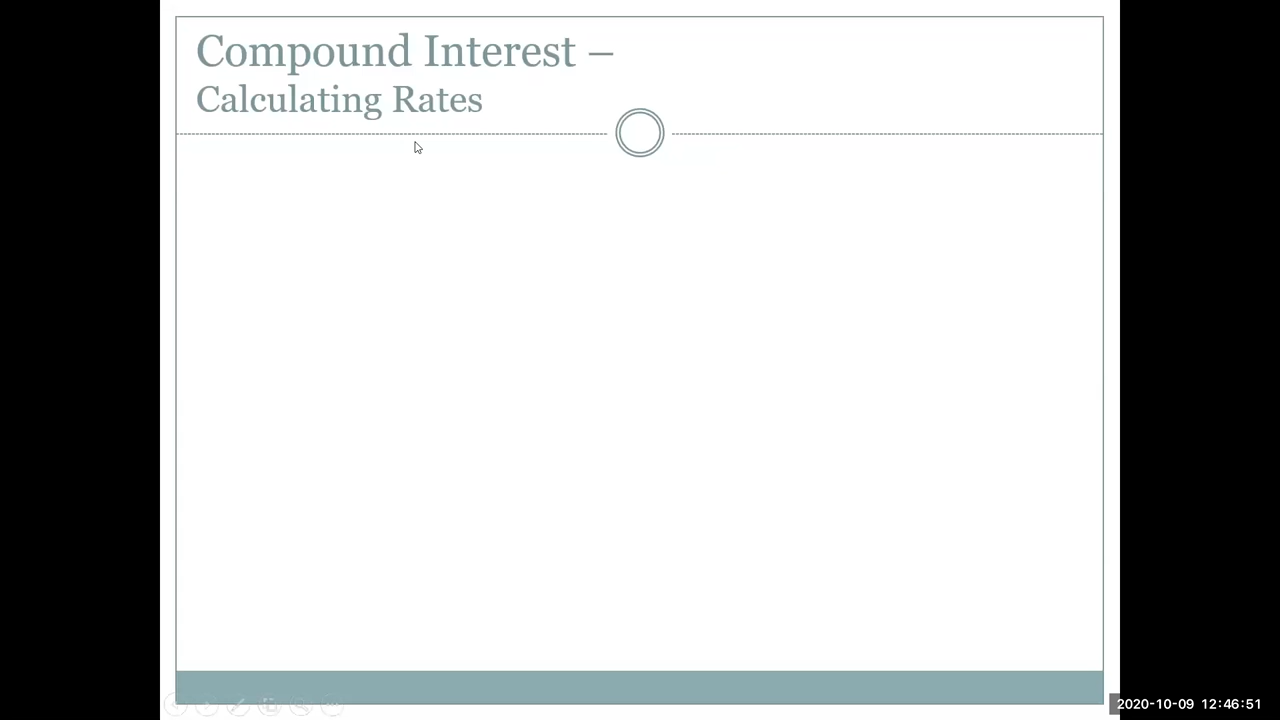 Compound Interest –
Calculating Rates
2020-10-09 12:46:51